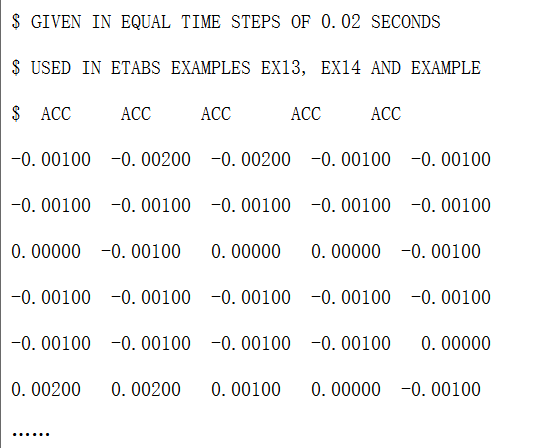 $ GIVEN IN EQUAL TIME STEPS OF 0.02 SECONDS
$ USED IN ETABS EXAMPLES EX13, EX14 AND EXAMPLE
$ ACC ACC ACC ACC ACC
-0.00100 -0.00200 -0.00200 -0.00100 -0.00100
-0.00100 -0.00100 -0.00100 -0.00100 -0.00100
0.00000 -0.00100 0.00000 0.00000 -0.00100
-0.00100 -0.00100 -0.00100 -0.00100 -0.00100
-0.00100 -0.00100 -0.00100 -0.00100 0.00000
0.00200 0.00200 0.00100 0.00000 -0.00100
……